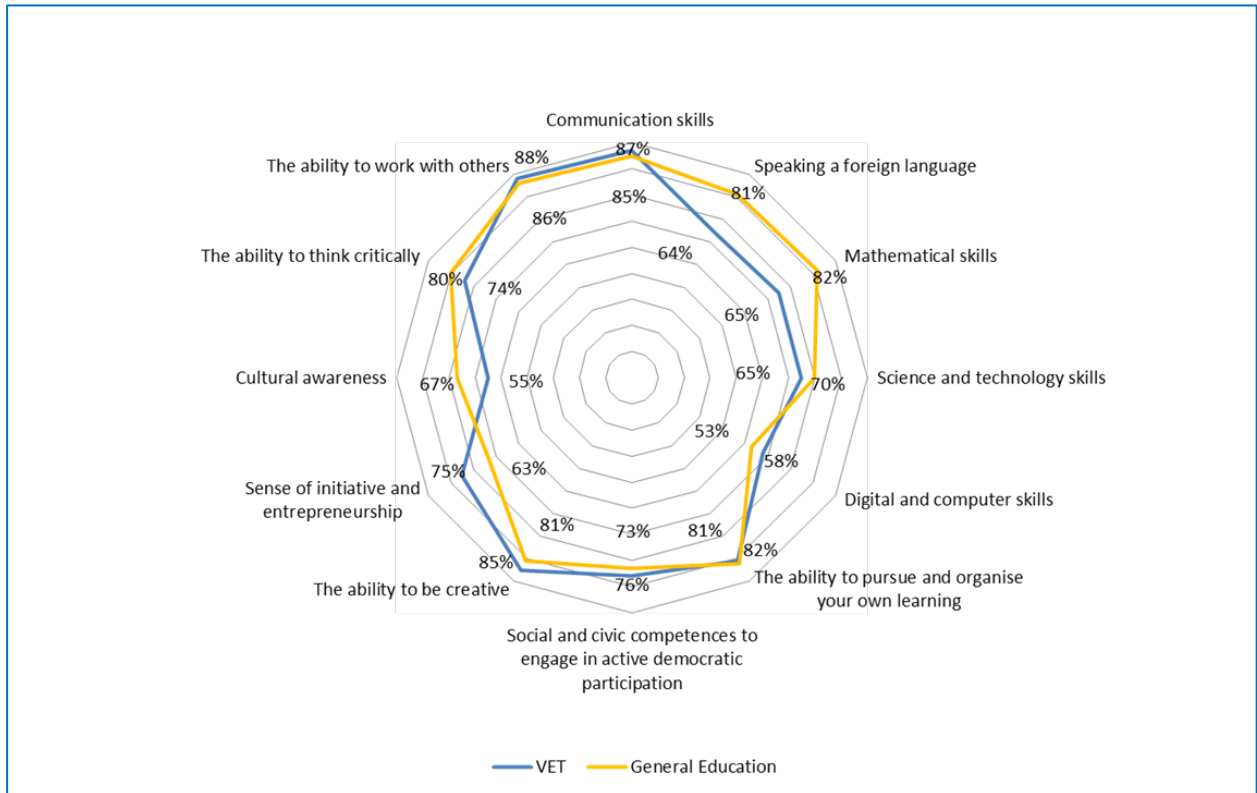 Communication skills
87%
88%
The ability to work with others
Speaking a foreign language
81%
85%
86%
The ability to think critically
64%
Mathematical skills
80%
74%
82%
65%
Cultural awareness
67%
55%
65%
70%
Science and technology skills
53%
75%
63%
58%
Sense of initiative and
entrepreneurship
Digital and computer skills
81%
73%
81%
85%
82%
The ability to be creative
76%
The ability to pursue and organise
your own learning
Social and civic competences to
engage in active democratic
participation
VET
General Education